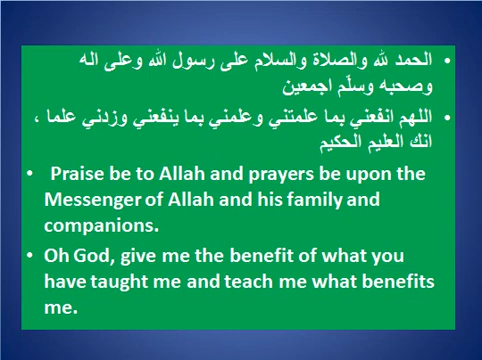 • الحمد لله والصلاة والسلام على رسول الله وعلى اله
وصحبه وسلّم اجمعين
• اللهم انفعني بما علمتني وعلمني بما ينفعني وزدني علما ،
انك العليم الحكيم
• Praise be to Allah and prayers be upon the
Messenger of Allah and his family and
companions.
• Oh God, give me the benefit of what you
have taught me and teach me what benefits
me.